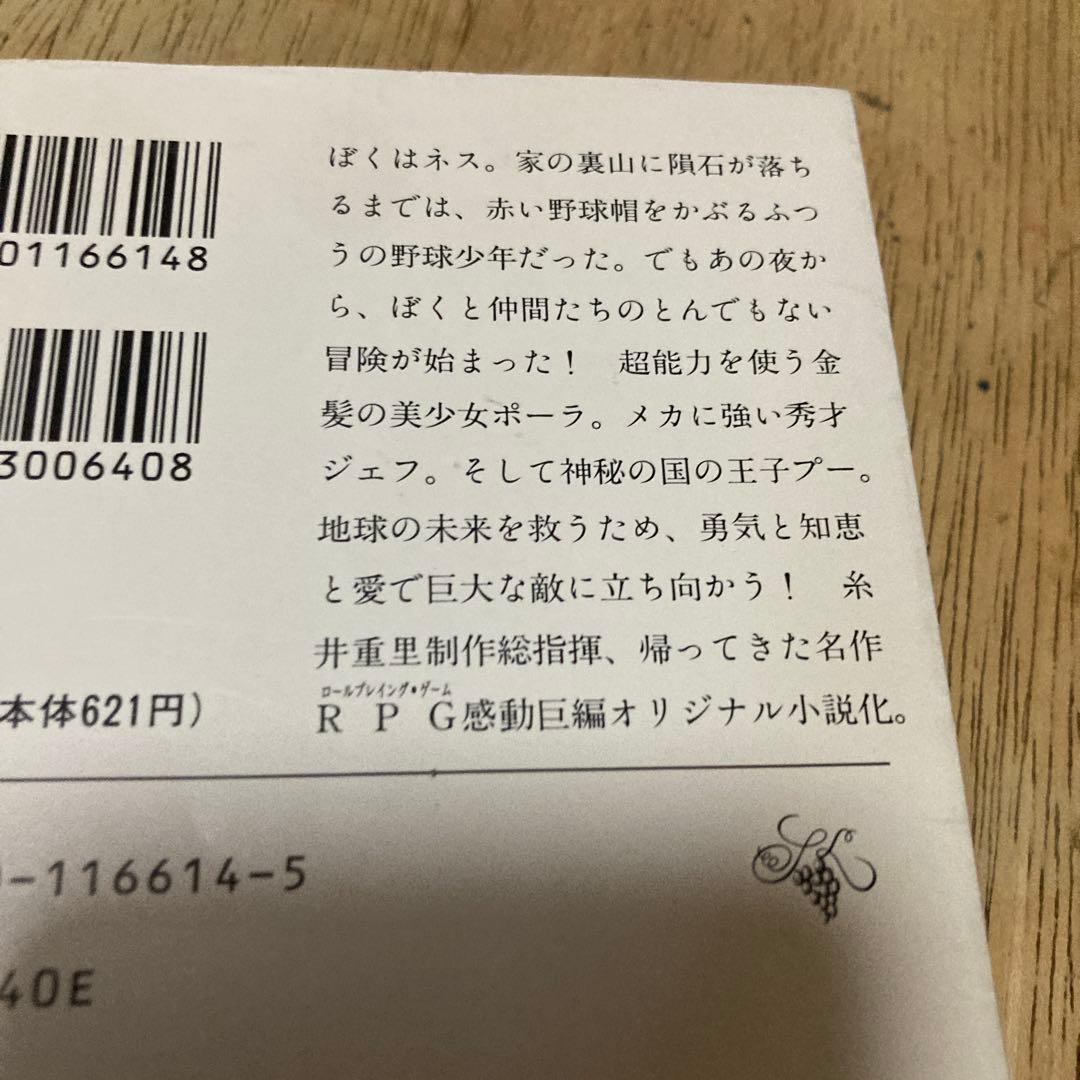 01166148
3006408
本体621円)
ぼくはネス。家の裏山に隕石が落ち
るまでは、赤い野球帽をかぶるふつ
うの野球少年だった。でもあの夜か
ら、ぼくと仲間たちのとんでもない
冒険が始まった!　超能力を使う金
髪の美少女ポーラ。メカに強い秀才
ジェフ。そして神秘の国の王子プー。
地球の未来を救うため、勇気と知恵
と愛で巨大な敵に立ち向かう!　糸
井重里制作総指揮、帰ってきた名作
ロールプレイング・ゲーム
RPG感動巨編オリジナル小説化。
-116614-5
40E